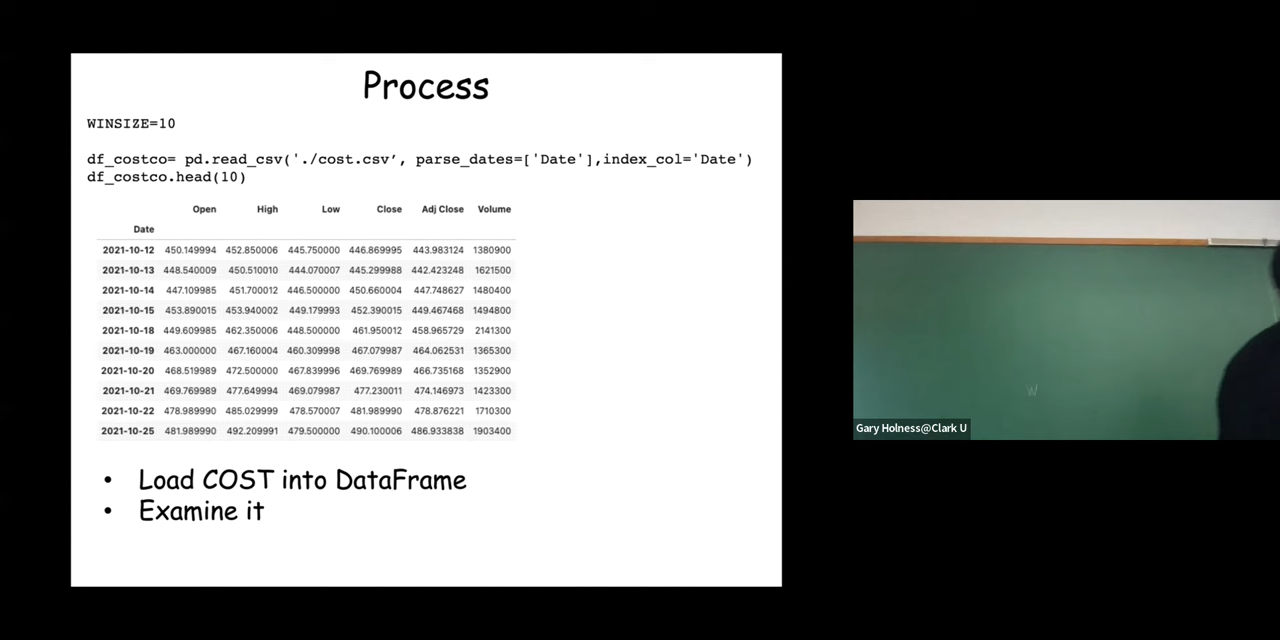 Process
WINSIZE=10
df_costco= pd.read_csv('./cost.csv’, parse_dates=['Date'],index_col='Date')
df_costco.head(10)
Open High Low Close Adj Close Volume
Date
2021-10-12 450.149994 452.850006 445.750000 446.869995 443.983124 1380900
2021-10-13 448.540009 450.510010 444.070007 445.299988 442.423248 1621500
2021-10-14 447.109985 451.700012 446.500000 450.660004 447.748627 1480400
2021-10-15 453.890015 453.940002 449.179993 452.390015 449.467468 1494800
2021-10-18 449.609985 462.350006 448.500000 461.950012 458.965729 2141300
2021-10-19 463.000000 467.160004 460.309998 467.079987 464.062531 1365300
2021-10-20 468.519989 472.500000 467.839996 469.769989 466.735168 1352900
2021-10-21 469.769989 477.649994 469.079987 477.230011 474.146973 1423300
2021-10-22 478.989990 485.029999 478.570007 481.989990 478.876221 1710300
2021-10-25 481.989990 492.209991 479.500000 490.100006 486.933838 1903400
• Load COST into DataFrame
• Examine it
W
Gary Holness@Clark U